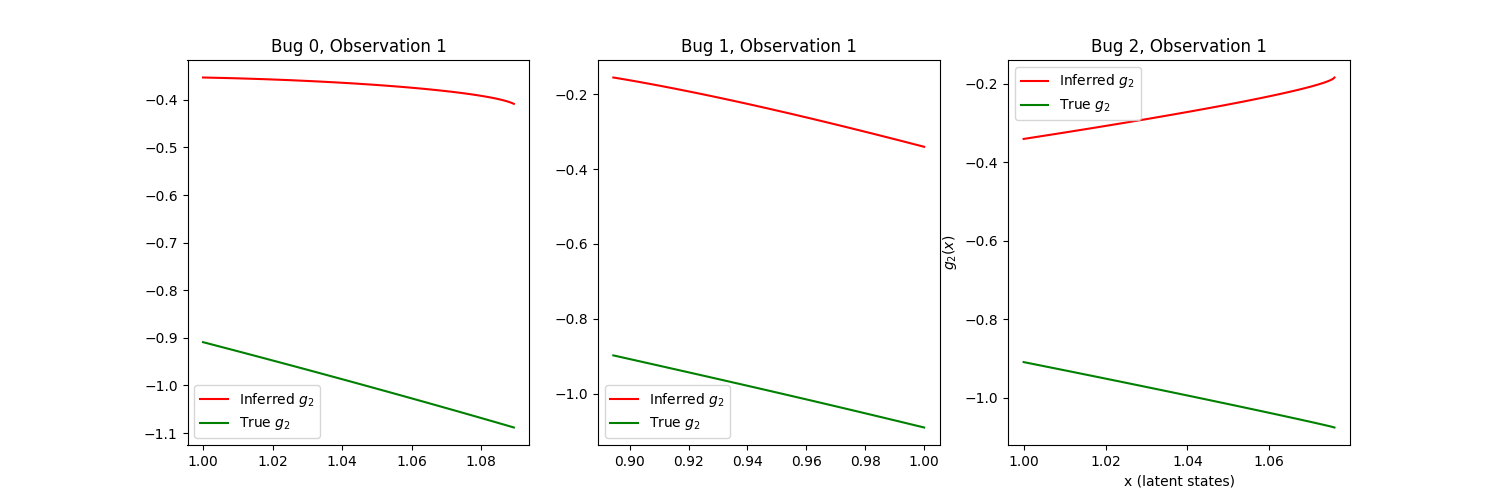 Bug 0, Observation 1
−0.4
−0.5
−0.6
−0.7
−0.8
−0.9
−1.0
−1.1
Inferred g₂
True g₂
1.00 1.02 1.04 1.06 1.08
Bug 1, Observation 1
−0.2
−0.4
−0.6
−0.8
−1.0
Inferred g₂
True g₂
0.90 0.92 0.94 0.96 0.98 1.00
Bug 2, Observation 1
Inferred g₂
True g₂
g₂(x)
−0.2
−0.4
−0.6
−0.8
−1.0
1.00 1.02 1.04 1.06
x (latent states)